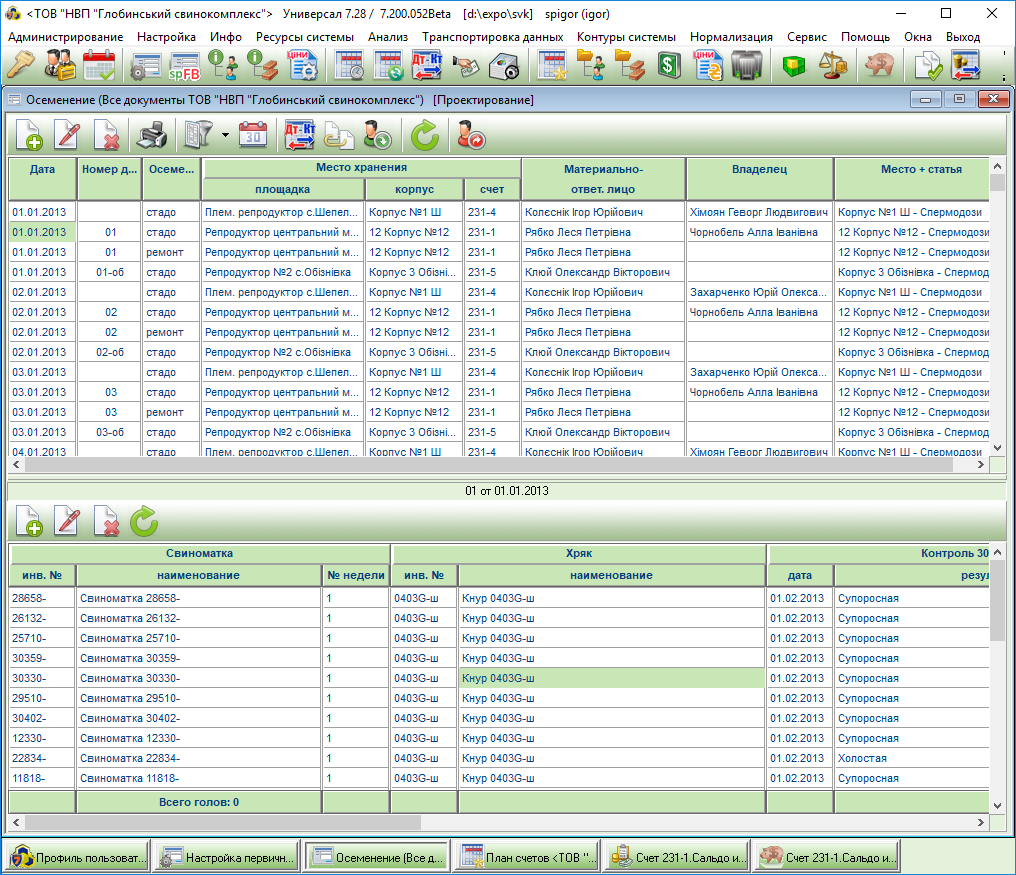 <ТОВ "НВП "Глобинський свинокомплекс"> Универсал 7.28 / 7.200.052Beta [d:\expo\svk] spigor (igor)
Администрирование Настройка Инфо Ресурсы системы Анализ Транспортировка данных Контуры системы Нормализация Сервис Помощь Окна Выход
spFB ЦІНИ Дт-Кт ЦІНИ
Осеменение (Все документы ТОВ "НВП "Глобинський свинокомплекс") [Проектирование]
30 Дт-Кт
Дата Номер д... Осеме... Место хранения Материально- Владелец Место + статья
площадка корпус счет ответ. лицо
01.01.2013 стадо Плем. репродуктор с.Шепел... Корпус №1 Ш 231-4 Колєснік Ігор Юрійович Хімоян Геворг Людвигович Корпус №1 Ш - Спермодози
01.01.2013 01 стадо Репродуктор центральний м... 12 Корпус №12 231-1 Рябко Леся Петрівна Чорнобель Алла Іванівна 12 Корпус №12 - Спермодози
01.01.2013 01 ремонт Репродуктор центральний м... 12 Корпус №12 231-1 Рябко Леся Петрівна 12 Корпус №12 - Спермодози
01.01.2013 01-об стадо Репродуктор №2 с.Обізнівка Корпус 3 Обізні... 231-5 Клюй Олександр Вікторович Корпус 3 Обізнівка - Спермод
02.01.2013 стадо Плем. репродуктор с.Шепел... Корпус №1 Ш 231-4 Колєснік Ігор Юрійович Захарченко Юрій Олекса... Корпус №1 Ш - Спермодози
02.01.2013 02 стадо Репродуктор центральний м... 12 Корпус №12 231-1 Рябко Леся Петрівна Чорнобель Алла Іванівна 12 Корпус №12 - Спермодози
02.01.2013 02 ремонт Репродуктор центральний м... 12 Корпус №12 231-1 Рябко Леся Петрівна 12 Корпус №12 - Спермодози
02.01.2013 02-об стадо Репродуктор №2 с.Обізнівка Корпус 3 Обізні... 231-5 Клюй Олександр Вікторович Корпус 3 Обізнівка - Спермод
03.01.2013 стадо Плем. репродуктор с.Шепел... Корпус №1 Ш 231-4 Колєснік Ігор Юрійович Захарченко Юрій Олекса... Корпус №1 Ш - Спермодози
03.01.2013 03 стадо Репродуктор центральний м... 12 Корпус №12 231-1 Рябко Леся Петрівна Чорнобель Алла Іванівна 12 Корпус №12 - Спермодози
03.01.2013 03 ремонт Репродуктор центральний м... 12 Корпус №12 231-1 Рябко Леся Петрівна 12 Корпус №12 - Спермодози
03.01.2013 03-об стадо Репродуктор №2 с.Обізнівка Корпус 3 Обізні... 231-5 Клюй Олександр Вікторович Корпус 3 Обізнівка - Спермод
04.01.2013 стадо Плем. репродуктор с.Шепел... Корпус №1 Ш 231-4 Колєснік Ігор Юрійович Хімоян Геворг Людвигович Корпус №1 Ш - Спермодози
01 от 01.01.2013
Свиноматка Хряк Контроль 30
инв. № наименование № недели инв. № наименование дата резул
28658- Свиноматка 28658- 1 0403G-ш Кнур 0403G-ш 01.02.2013 Супоросная
26132- Свиноматка 26132- 1 0403G-ш Кнур 0403G-ш 01.02.2013 Супоросная
25710- Свиноматка 25710- 1 0403G-ш Кнур 0403G-ш 01.02.2013 Супоросная
30359- Свиноматка 30359- 1 0403G-ш Кнур 0403G-ш 01.02.2013 Супоросная
30330- Свиноматка 30330- 1 0403G-ш Кнур 0403G-ш 01.02.2013 Супоросная
29510- Свиноматка 29510- 1 0403G-ш Кнур 0403G-ш 01.02.2013 Супоросная
30402- Свиноматка 30402- 1 0403G-ш Кнур 0403G-ш 01.02.2013 Супоросная
12330- Свиноматка 12330- 1 0403G-ш Кнур 0403G-ш 01.02.2013 Супоросная
22834- Свиноматка 22834- 1 0403G-ш Кнур 0403G-ш 01.02.2013 Холостая
11818- Свиноматка 11818- 1 0403G-ш Кнур 0403G-ш 01.02.2013 Супоросная
Всего голов: 0
Профиль пользоват... Настройка первичн... Осеменение (Все д... План счетов <ТОВ "... Счет 231-1.Сальдо и... Счет 231-1.Сальдо и...